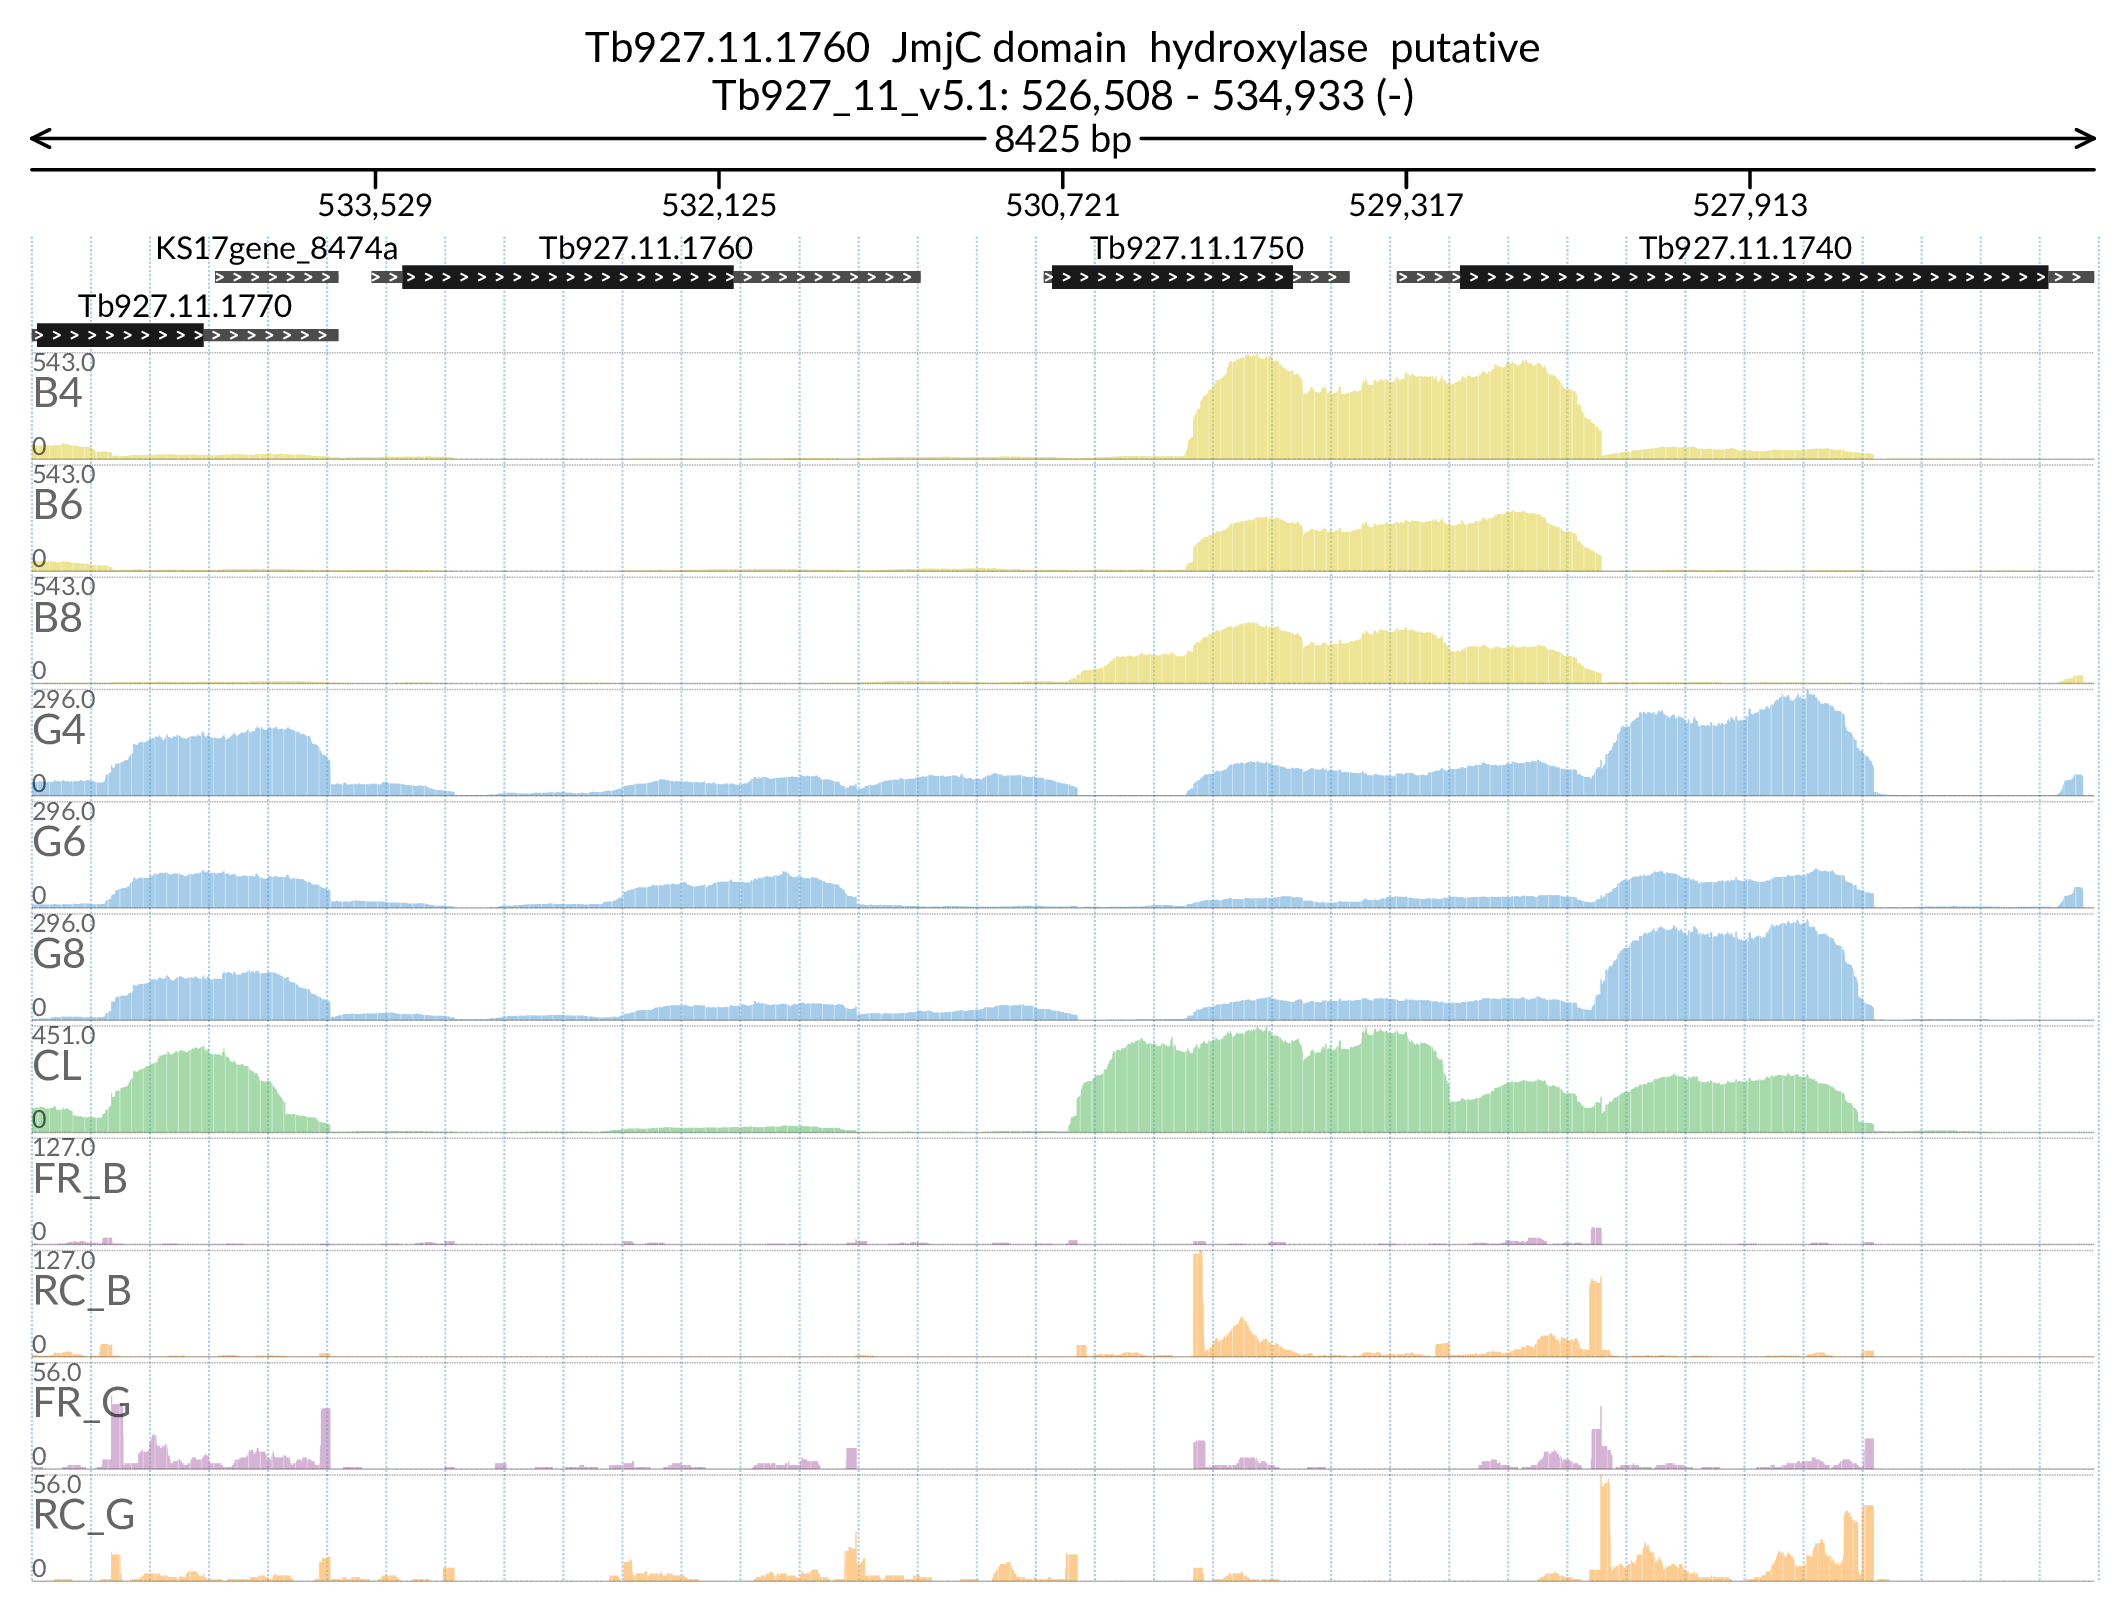 Tb927.11.1760 JmjC domain hydroxylase putative
Tb927_11_v5.1: 526,508 - 534,933 (-)
8425 bp
533,529 532,125 530,721 529,317 527,913
KS17gene_8474a Tb927.11.1760 Tb927.11.1750 Tb927.11.1740
Tb927.11.1770
543.0
B4
0
543.0
B6
0
543.0
B8
0
296.0
G4
0
296.0
G6
0
296.0
G8
0
451.0
CL
0
127.0
FR_B
0
127.0
RC_B
0
56.0
FR_G
0
56.0
RC_G
0